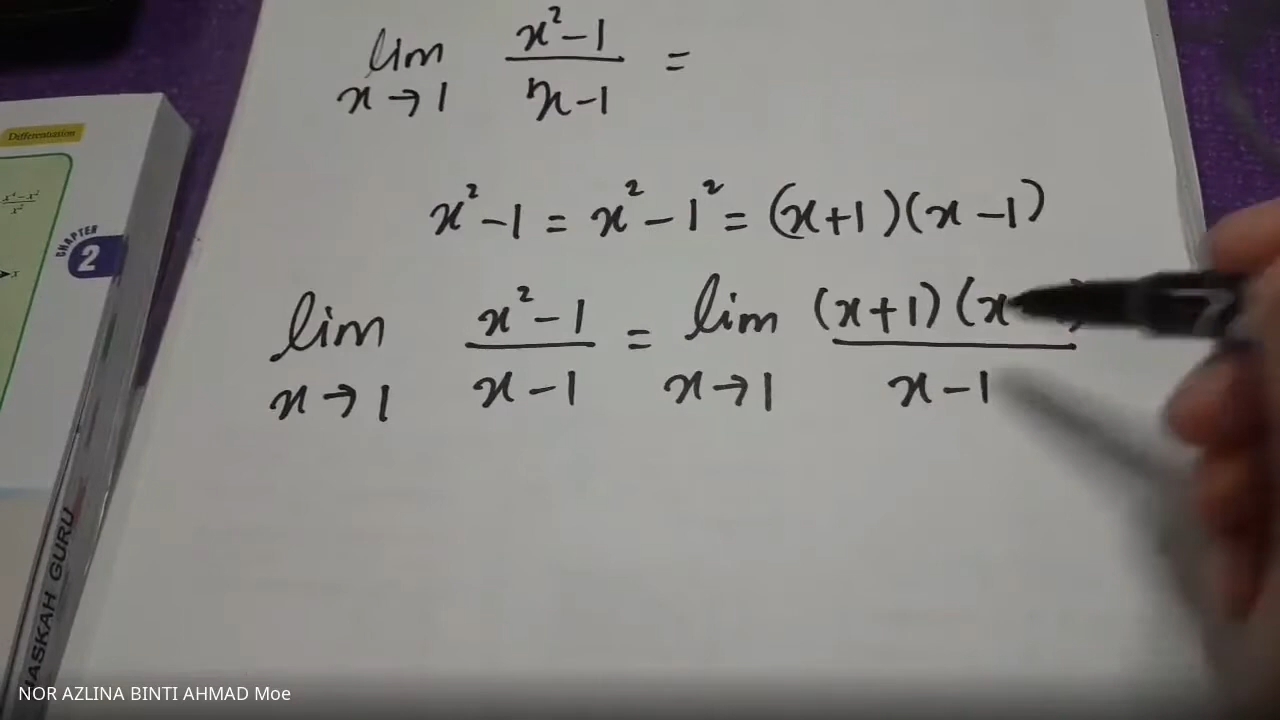 lim x²-1 =
x→1 x-1
x²-1 = x²-1² = (x+1)(x-1)
lim x²-1 = lim (x+1)(x
x→1 x-1 x→1 x-1
Differentiation
CHAPTER
2
NASKAH GURU
NOR AZLINA BINTI AHMAD Moe